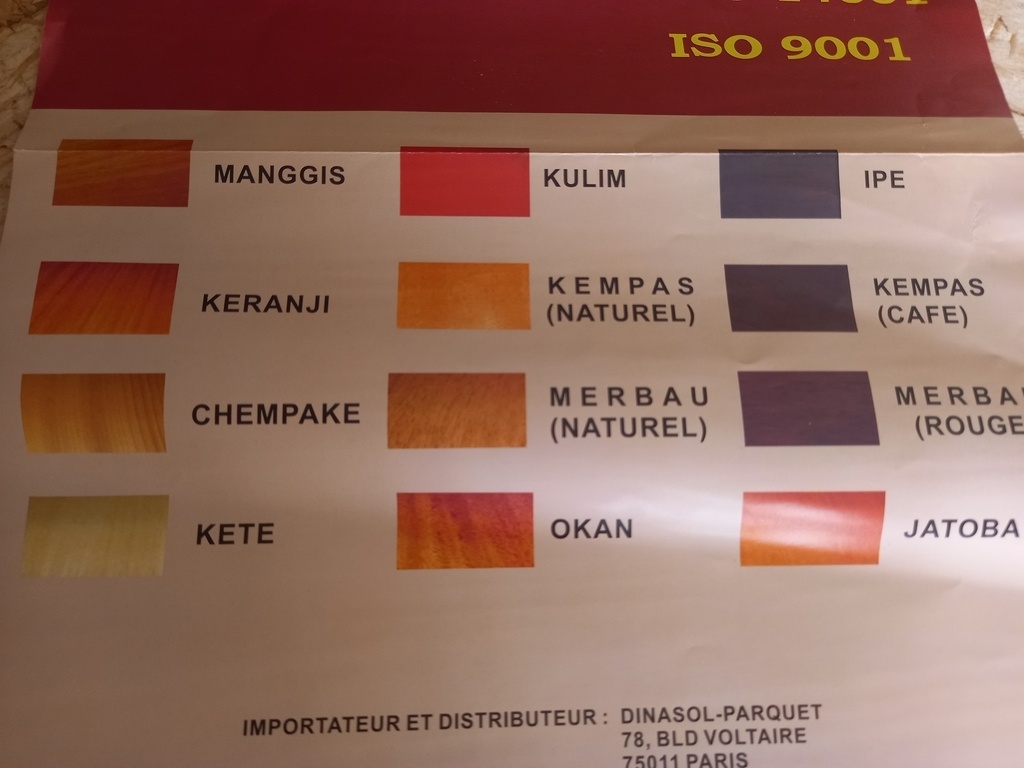 ISO 9001
MANGGIS
KULIM
IPE
KERANJI
KEMPAS
(NATUREL)
KEMPAS
(CAFE)
CHEMPAKE
MERBAU
(NATUREL)
(ROUGE
KETE
OKAN
JATOBA
IMPORTATEUR ET DISTRIBUTEUR : DINASOL-PARQUET
78, BLD VOLTAIRE
75011 PARIS